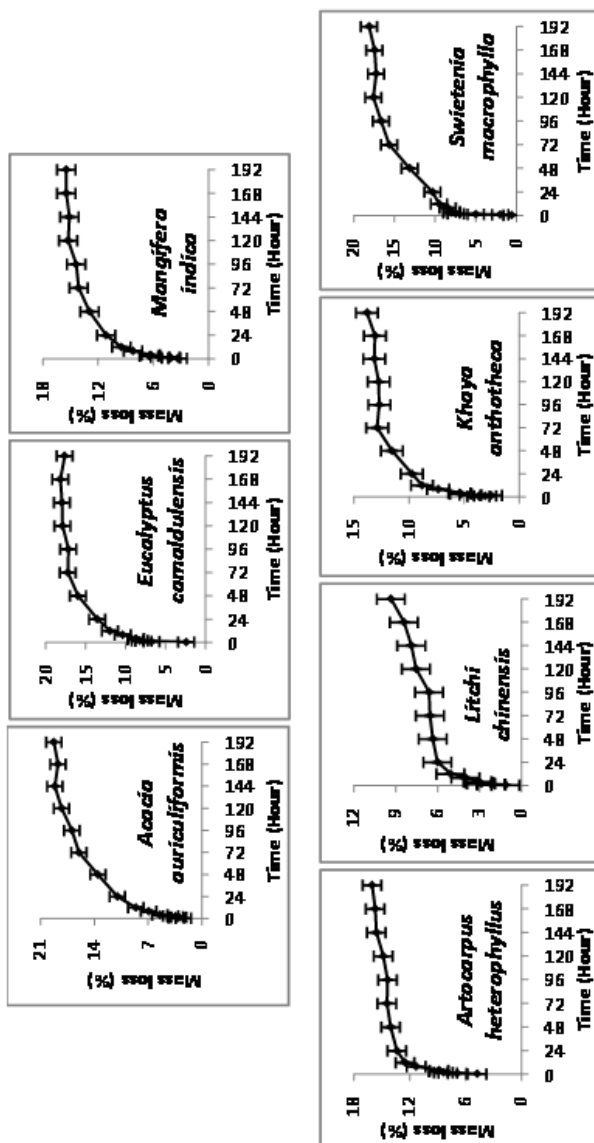 21
14
7
0
Mass loss (%)
Acacia
auriculiformis
0 24 48 72 96 120 144 168 192
Time (Hour)
20
15
10
5
0
Mass loss (%)
Eucalyptus
camaldulensis
0 24 48 72 96 120 144 168 192
Time (Hour)
18
12
6
0
Mass loss (%)
Mangifera
indica
0 24 48 72 96 120 144 168 192
Time (Hour)
18
12
6
0
Mass loss (%)
Artocarpus
heterophyllus
0 24 48 72 96 120 144 168 192
Time (Hour)
12
9
6
3
0
Mass loss (%)
Litchi
chinensis
0 24 48 72 96 120 144 168 192
Time (Hour)
15
10
5
0
Mass loss (%)
Khaya
anthotheca
0 24 48 72 96 120 144 168 192
Time (Hour)
20
15
10
5
0
Mass loss (%)
Swietenia
macrophylla
0 24 48 72 96 120 144 168 192
Time (Hour)